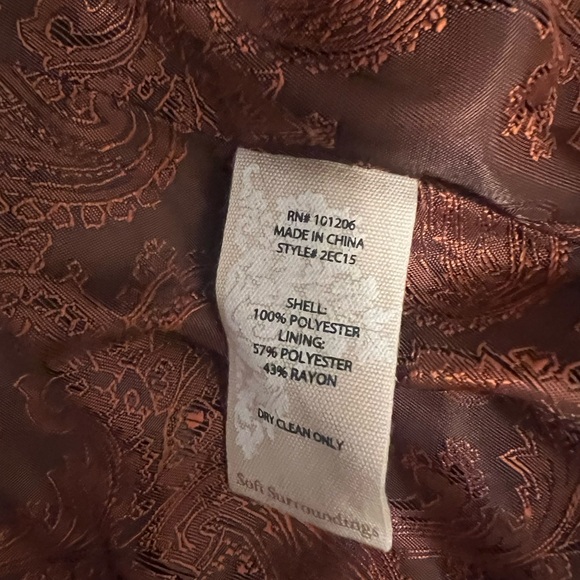 RN# 101206
MADE IN CHINA
STYLE# 2EC15
SHELL:
100% POLYESTER
LINING:
57% POLYESTER
43% RAYON
DRY CLEAN ONLY
Soft Surroundings